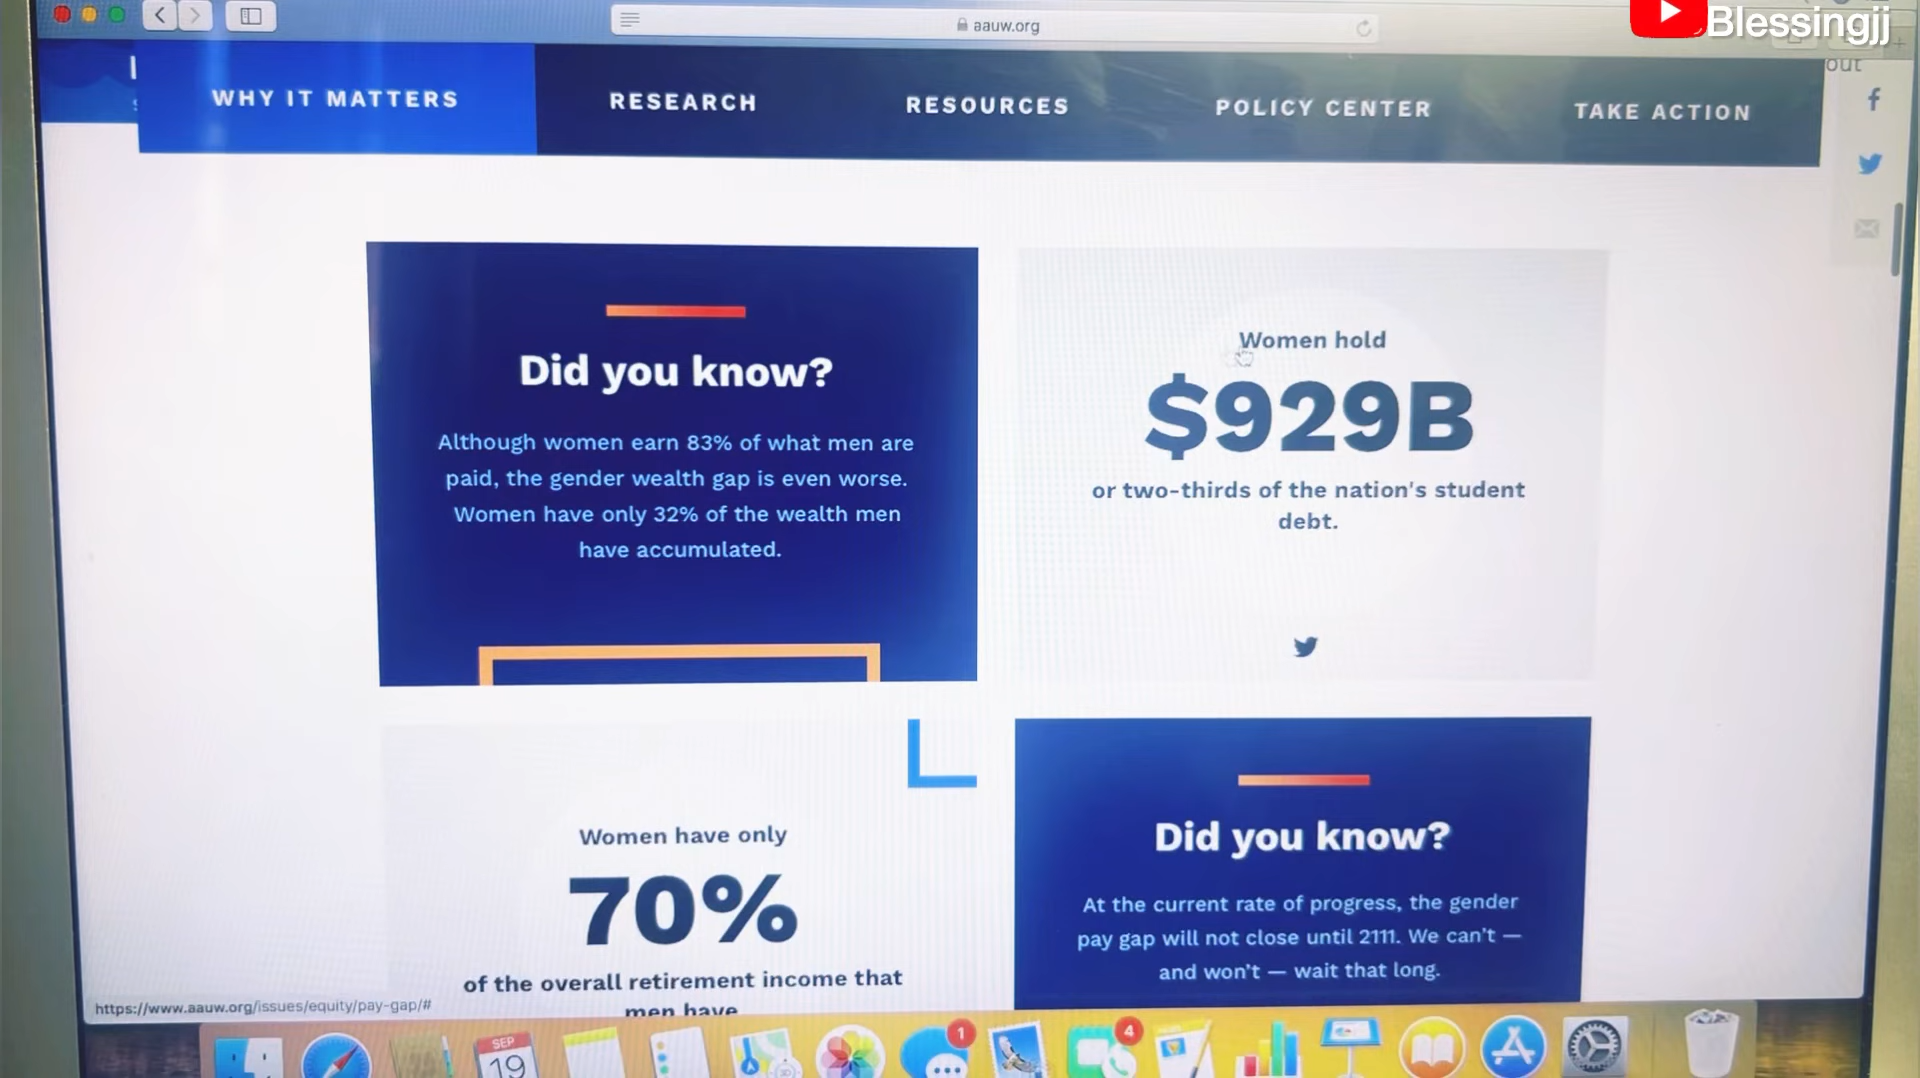 aauw.org
Blessingjj
out
WHY IT MATTERS
RESEARCH
RESOURCES
POLICY CENTER
TAKE ACTION
Did you know?
Although women earn 83% of what men are
paid, the gender wealth gap is even worse.
Women have only 32% of the wealth men
have accumulated.
Women hold
$929B
or two-thirds of the nation's student
debt.
Women have only
70%
of the overall retirement income that
men have
Did you know?
At the current rate of progress, the gender
pay gap will not close until 2111. We can't —
and won't — wait that long.
https://www.aauw.org/issues/equity/pay-gap/#
SEP
19
1
4